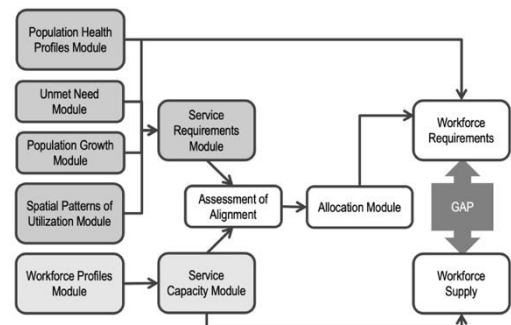 Population Health
Profiles Module
Unmet Need
Module
Population Growth
Module
Spatial Patterns of
Utilization Module
Workforce Profiles
Module
Service
Requirements
Module
Service
Capacity Module
Assessment of
Alignment
Allocation Module
Workforce
Requirements
GAP
Workforce
Supply